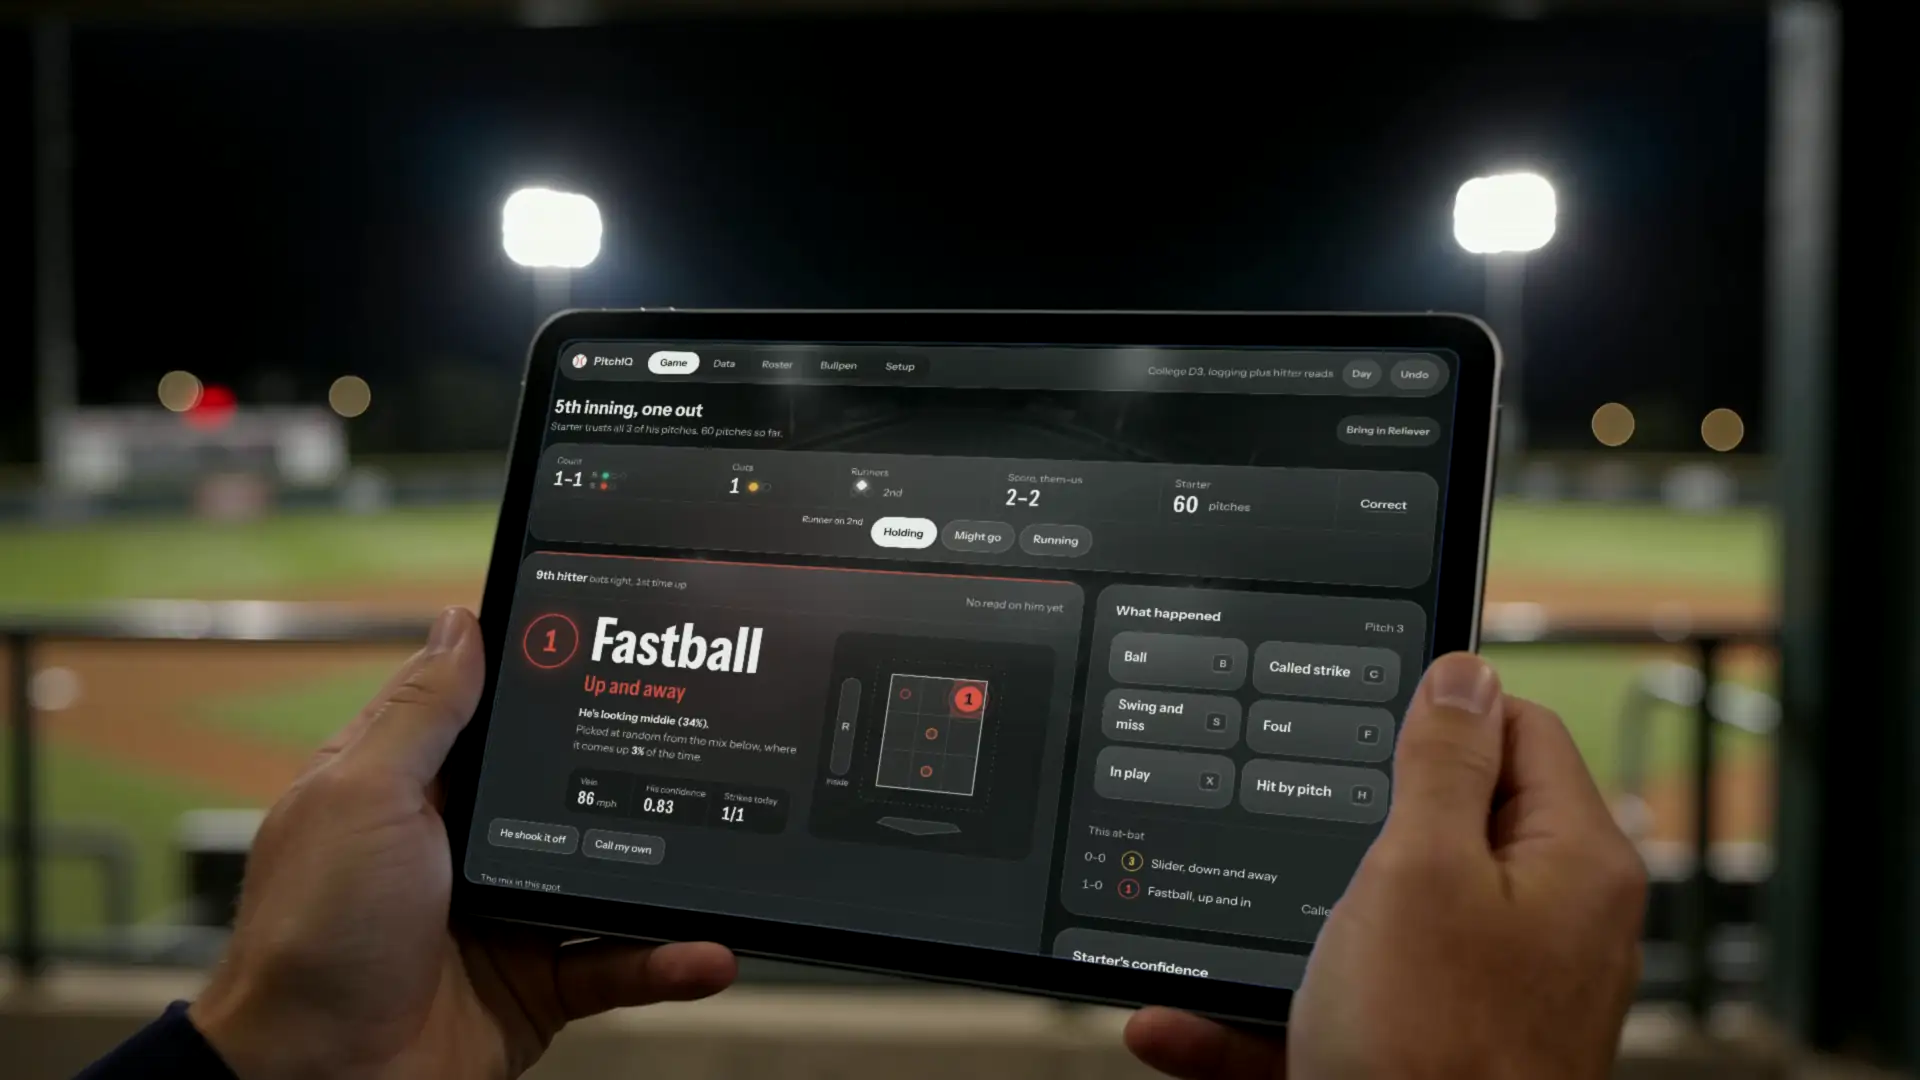 PitchIQ
Game
Data
Roster
Bullpen
Setup
College D3, logging plus hitter reads
Day
Undo
5th inning, one out
Starter trusts all 3 of his pitches. 60 pitches so far.
Bring in Reliever
Count
1-1
Outs
1
Runners
2nd
Score, them-us
2-2
Starter
60 pitches
Correct
Runner on 2nd
Holding
Might go
Running
9th hitter bats right, 1st time up
No read on him yet
1
Fastball
Up and away
He's looking middle (34%).
Picked at random from the mix below, where
it comes up 3% of the time.
Velo
86 mph
His confidence
0.83
Strikes today
1/1
He shook it off
Call my own
The mix in this spot
R
Inside
1
What happened
Pitch 3
Ball B
Called strike C
Swing and
miss S
Foul F
In play X
Hit by pitch H
This at-bat
0-0 3 Slider, down and away
1-0 1 Fastball, up and in
Starter's confidence